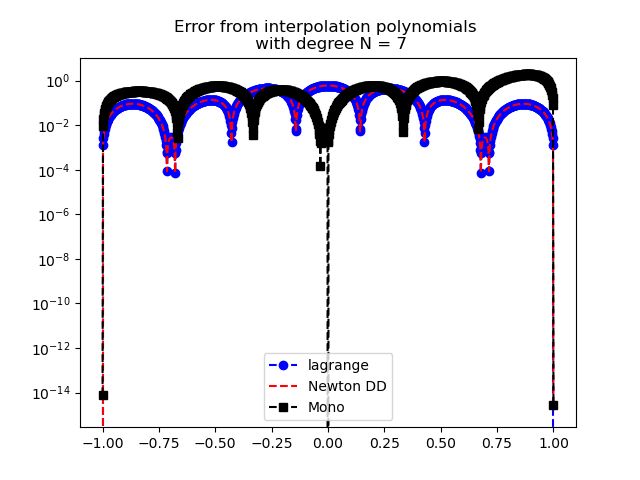 Error from interpolation polynomials
with degree N = 7
10⁰
10⁻²
10⁻⁴
10⁻⁶
10⁻⁸
10⁻¹⁰
10⁻¹²
10⁻¹⁴
lagrange
Newton DD
Mono
−1.00 −0.75 −0.50 −0.25 0.00 0.25 0.50 0.75 1.00